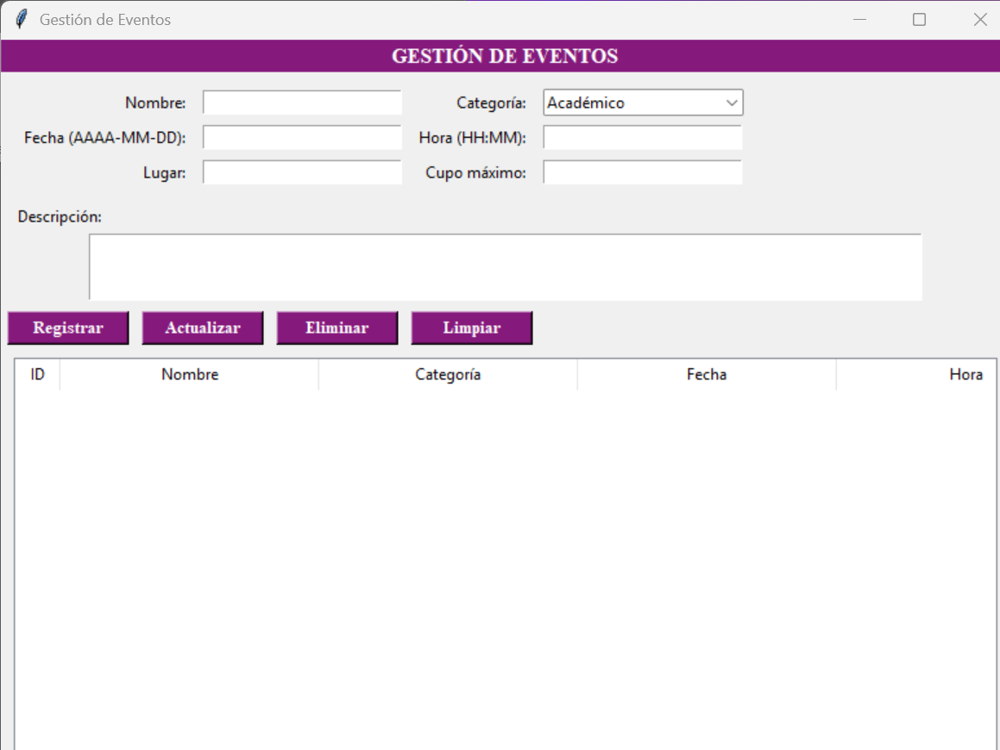 Gestión de Eventos
GESTIÓN DE EVENTOS
Nombre: Categoría: Académico
Fecha (AAAA-MM-DD): Hora (HH:MM):
Lugar: Cupo máximo:
Descripción:
Registrar Actualizar Eliminar Limpiar
ID Nombre Categoría Fecha Hora